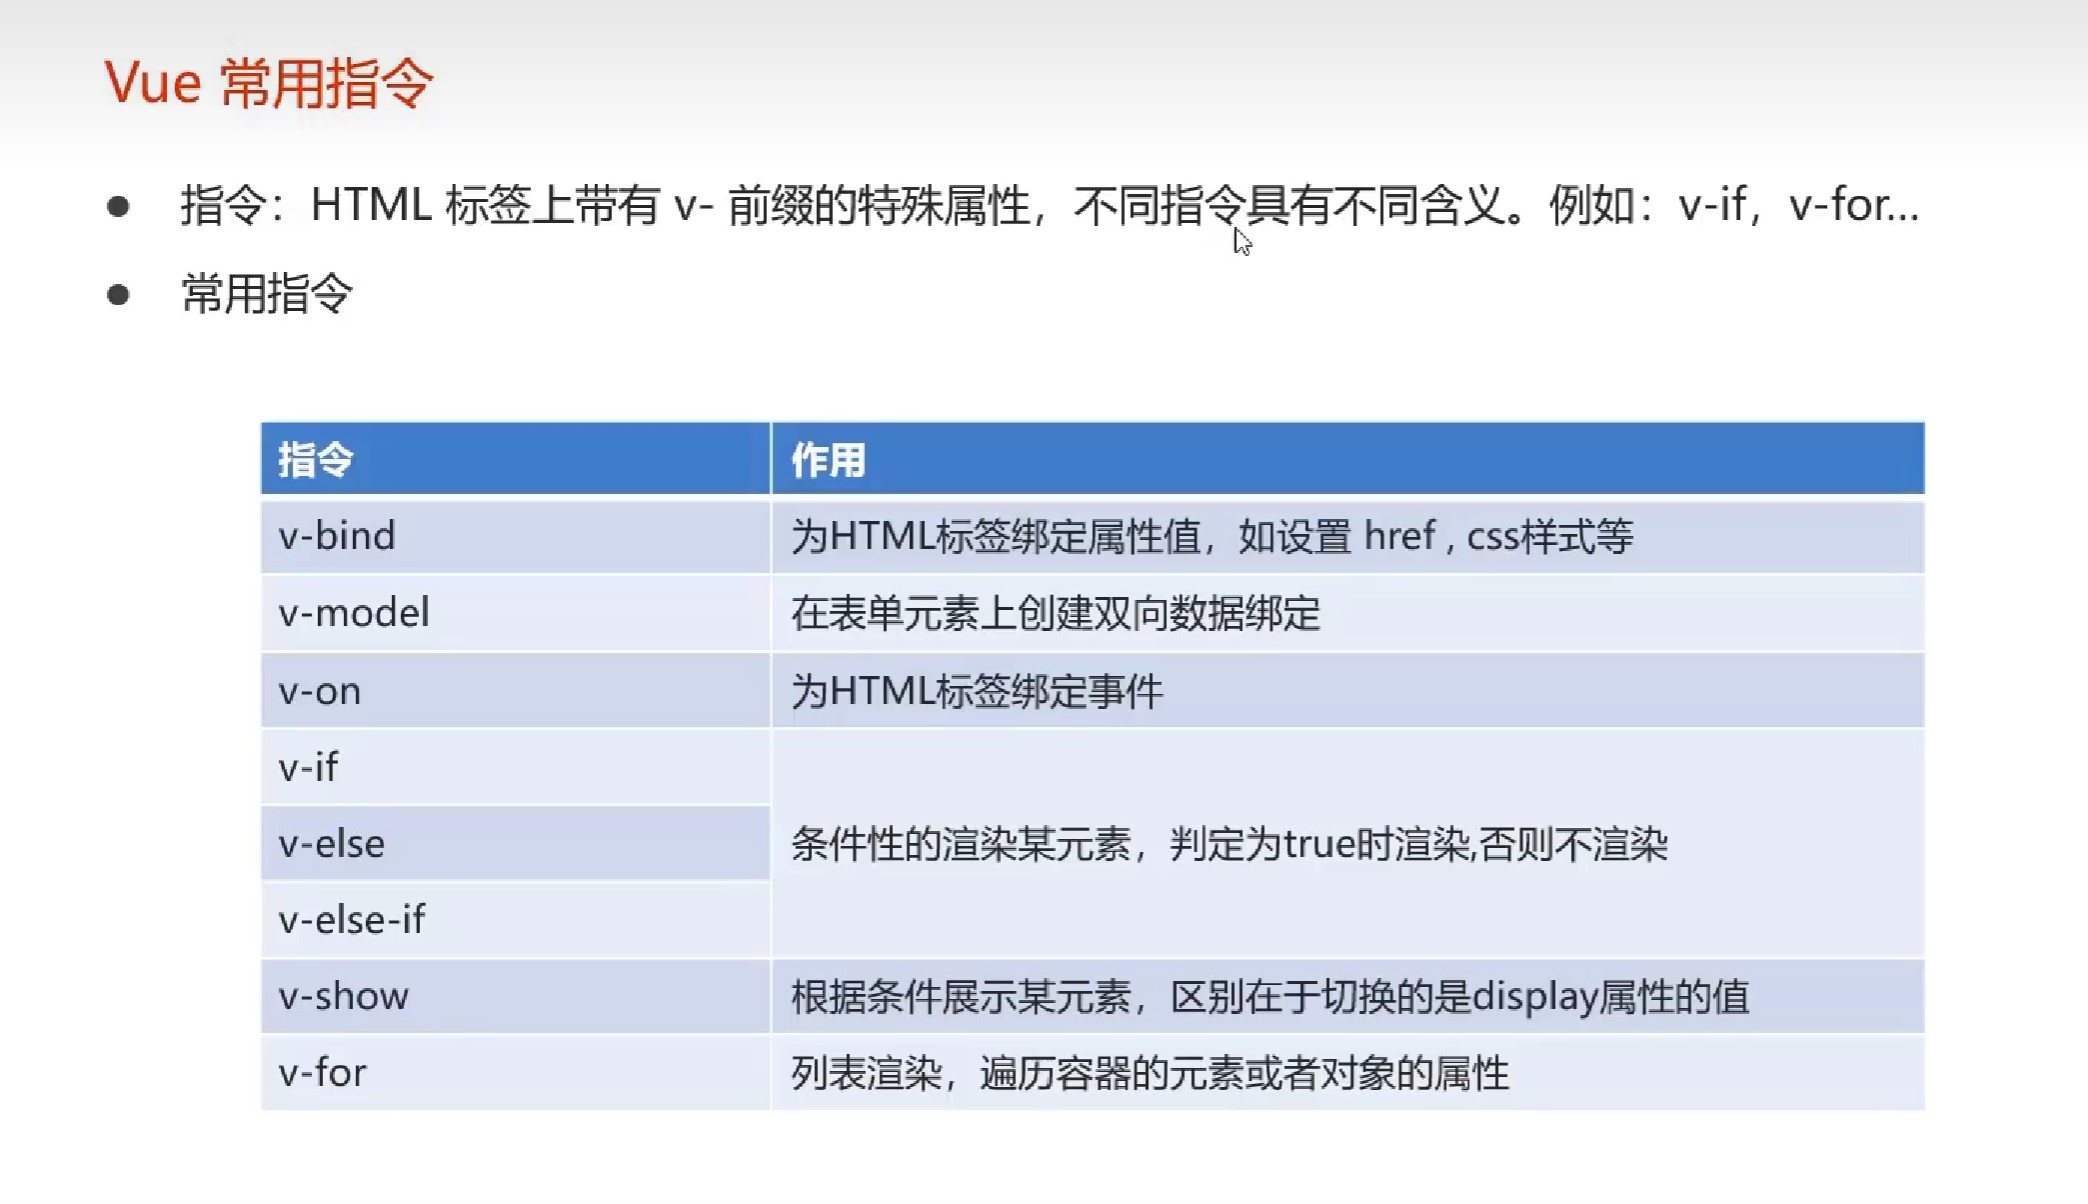 Vue 常用指令
指令：HTML 标签上带有 v- 前缀的特殊属性，不同指令具有不同含义。例如：v-if，v-for…
常用指令
指令 作用
v-bind 为HTML标签绑定属性值，如设置 href , css样式等
v-model 在表单元素上创建双向数据绑定
v-on 为HTML标签绑定事件
v-if
v-else 条件性的渲染某元素，判定为true时渲染,否则不渲染
v-else-if
v-show 根据条件展示某元素，区别在于切换的是display属性的值
v-for 列表渲染，遍历容器的元素或者对象的属性